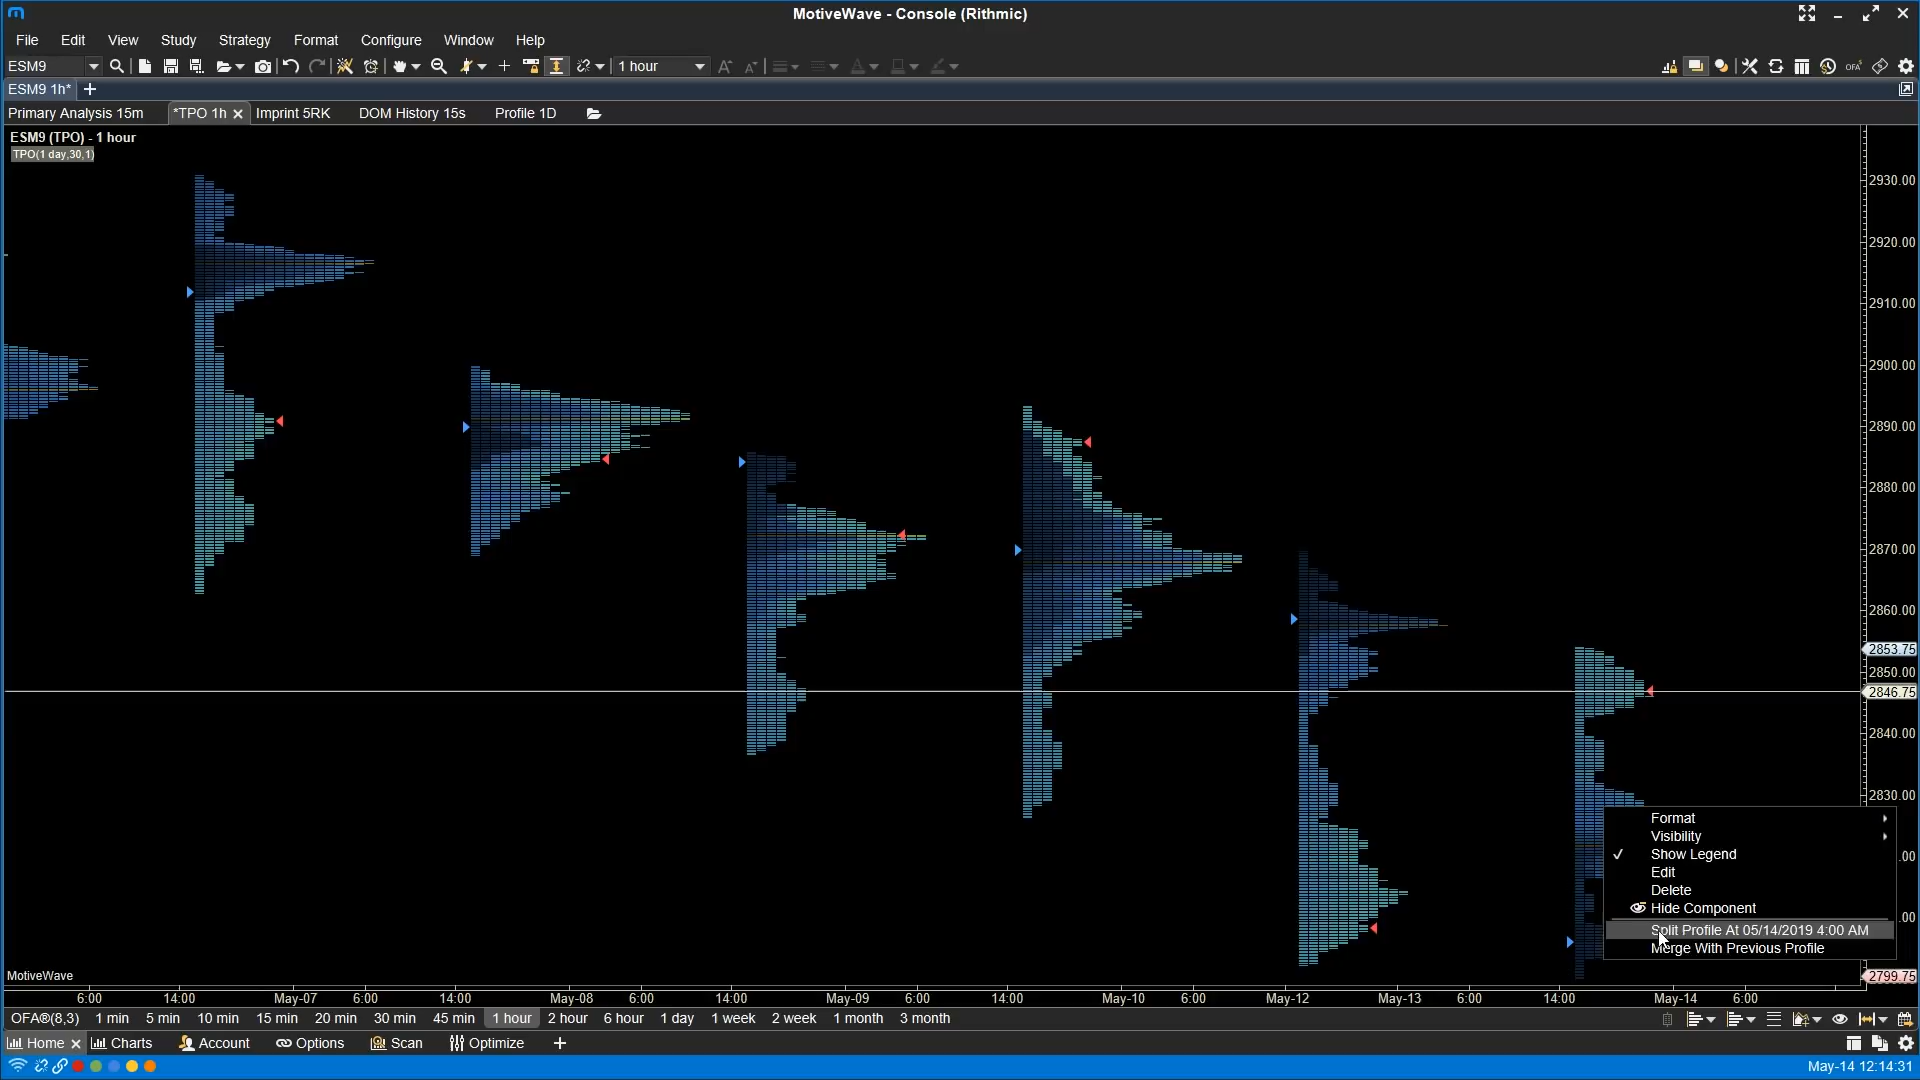 MotiveWave - Console (Rithmic)
File Edit View Study Strategy Format Configure Window Help
ESM9 1 hour
ESM9 1h*
Primary Analysis 15m *TPO 1h Imprint 5RK DOM History 15s Profile 1D
ESM9 (TPO) - 1 hour
TPO(1 day,30,1)
2930.00
2920.00
2910.00
2900.00
2890.00
2880.00
2870.00
2860.00
2853.75
2850.00
2846.75
2840.00
2830.00
Format
Visibility
Show Legend
.00
Edit
Delete
Hide Component
.00
Split Profile At 05/14/2019 4:00 AM
Merge With Previous Profile
MotiveWave
2799.75
6:00 14:00 May-07 6:00 14:00 May-08 6:00 14:00 May-09 6:00 14:00 May-10 6:00 May-12 May-13 6:00 14:00 May-14 6:00
OFA®(8,3) 1 min 5 min 10 min 15 min 20 min 30 min 45 min 1 hour 2 hour 6 hour 1 day 1 week 2 week 1 month 3 month
Home Charts Account Options Scan Optimize
May-14 12:14:31